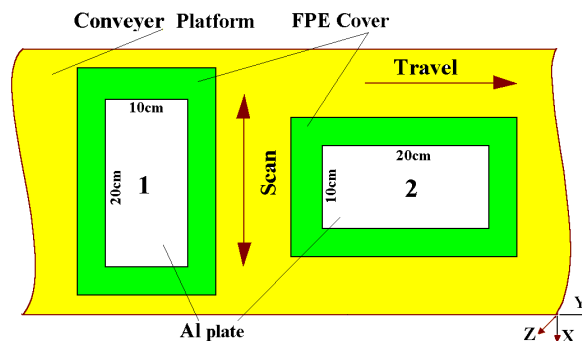 Conveyer Platform
FPE Cover
Travel
10cm
20cm
1
Scan
20cm
10cm
2
Al plate
Y
Z
X